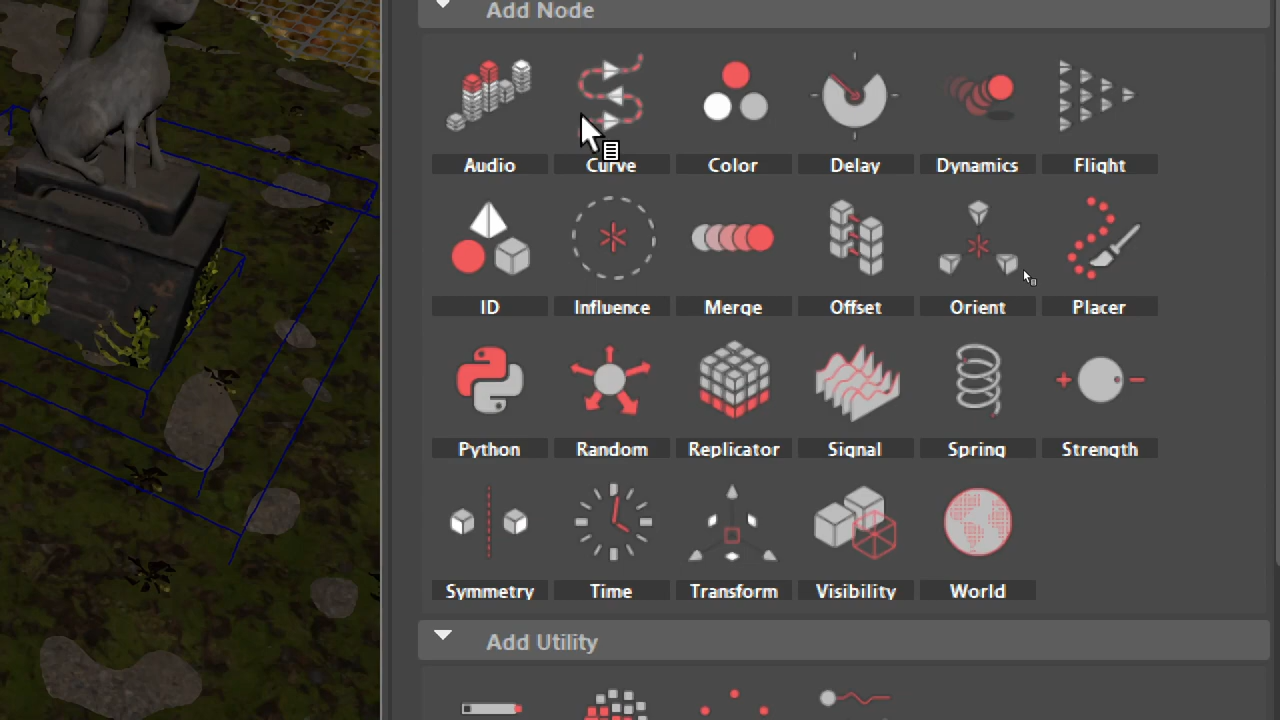 Add Node
Audio
Curve
Color
Delay
Dynamics
Flight
ID
Influence
Merge
Offset
Orient
Placer
Python
Random
Replicator
Signal
Spring
Strength
Symmetry
Time
Transform
Visibility
World
Add Utility